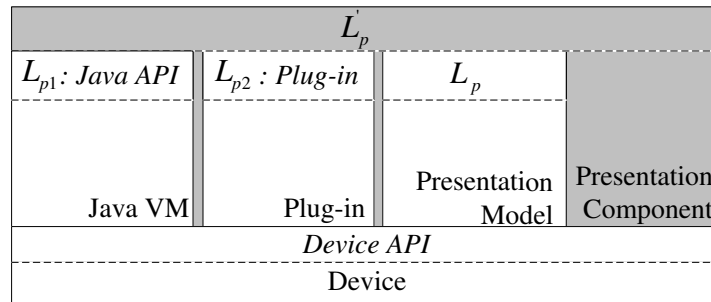 L'p
Lp1 : Java API
Lp2 : Plug-in
Lp
Java VM
Plug-in
Presentation
Model
Presentation
Component
Device API
Device